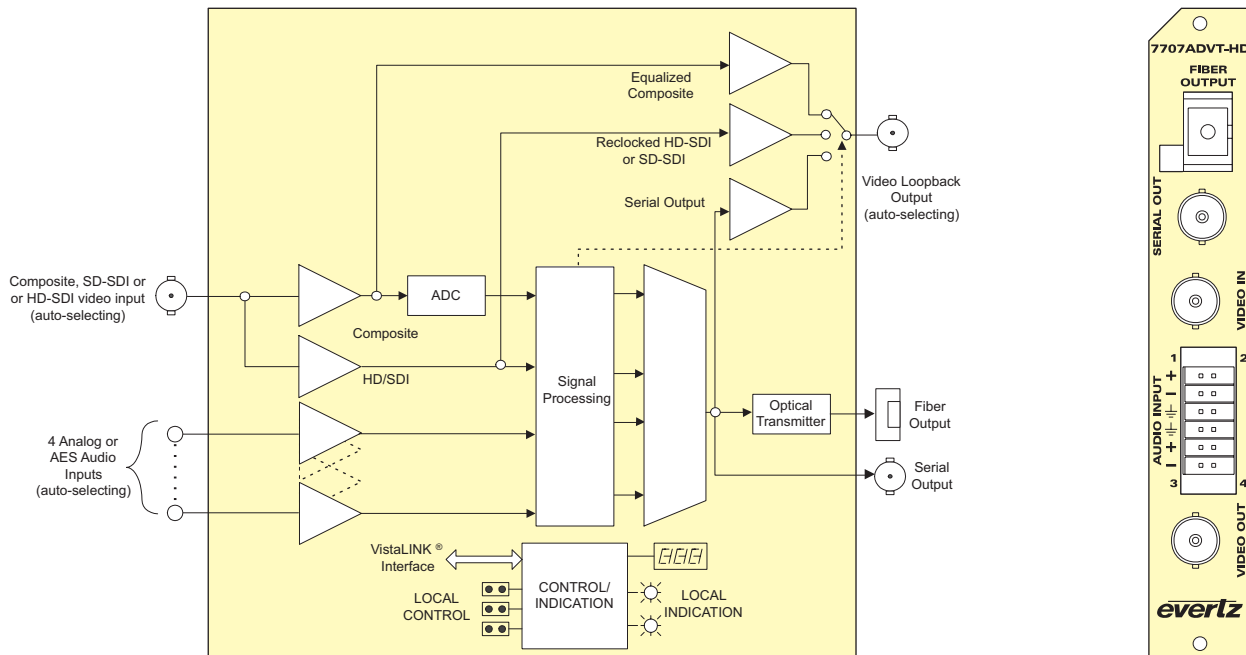 Equalized
Composite
Reclocked HD-SDI
or SD-SDI
Serial Output
Video Loopback
Output
(auto-selecting)
Composite, SD-SDI or
or HD-SDI video input
(auto-selecting)
ADC
Composite
HD/SDI
Signal
Processing
Optical
Transmitter
Fiber
Output
Serial
Output
4 Analog or
AES Audio
Inputs
(auto-selecting)
VistaLINK ®
Interface
LOCAL
CONTROL
CONTROL/
INDICATION
LOCAL
INDICATION
7707ADVT-HD
FIBER
OUTPUT
SERIAL OUT
VIDEO IN
1 2
+
−
+
−
3 4
AUDIO INPUT
VIDEO OUT
evertz